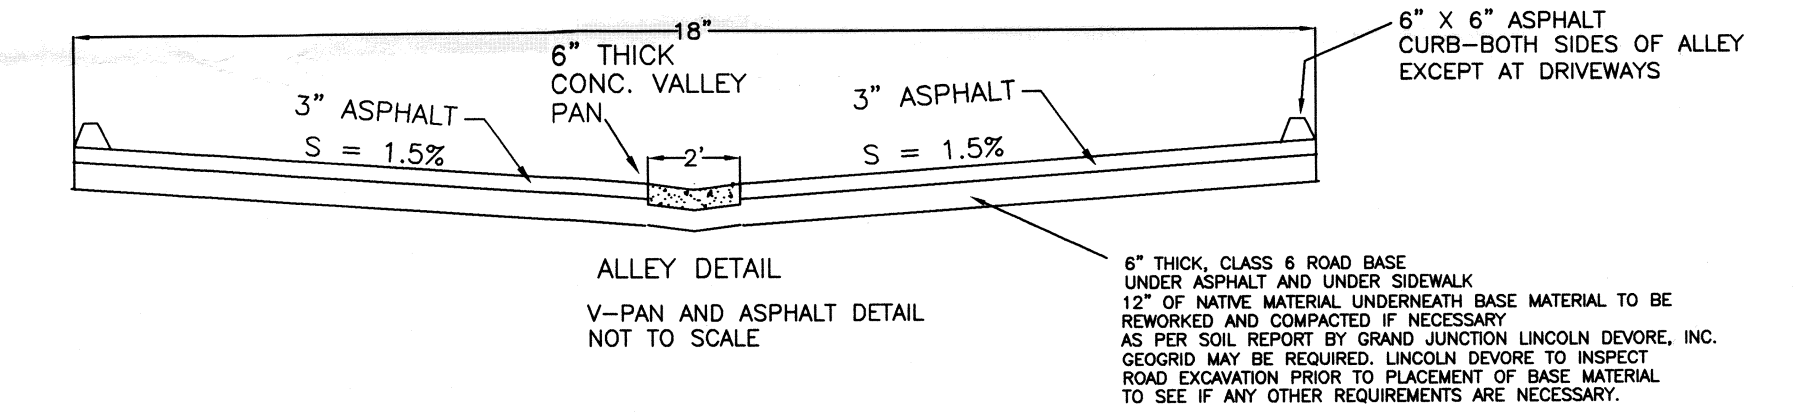 18"
6" THICK
CONC. VALLEY
PAN
3" ASPHALT
S = 1.5%
2'
3" ASPHALT
S = 1.5%
6" X 6" ASPHALT
CURB-BOTH SIDES OF ALLEY
EXCEPT AT DRIVEWAYS
ALLEY DETAIL
V-PAN AND ASPHALT DETAIL
NOT TO SCALE
6" THICK, CLASS 6 ROAD BASE
UNDER ASPHALT AND UNDER SIDEWALK
12" OF NATIVE MATERIAL UNDERNEATH BASE MATERIAL TO BE
REWORKED AND COMPACTED IF NECESSARY
AS PER SOIL REPORT BY GRAND JUNCTION LINCOLN DEVORE, INC.
GEOGRID MAY BE REQUIRED. LINCOLN DEVORE TO INSPECT
ROAD EXCAVATION PRIOR TO PLACEMENT OF BASE MATERIAL
TO SEE IF ANY OTHER REQUIREMENTS ARE NECESSARY.